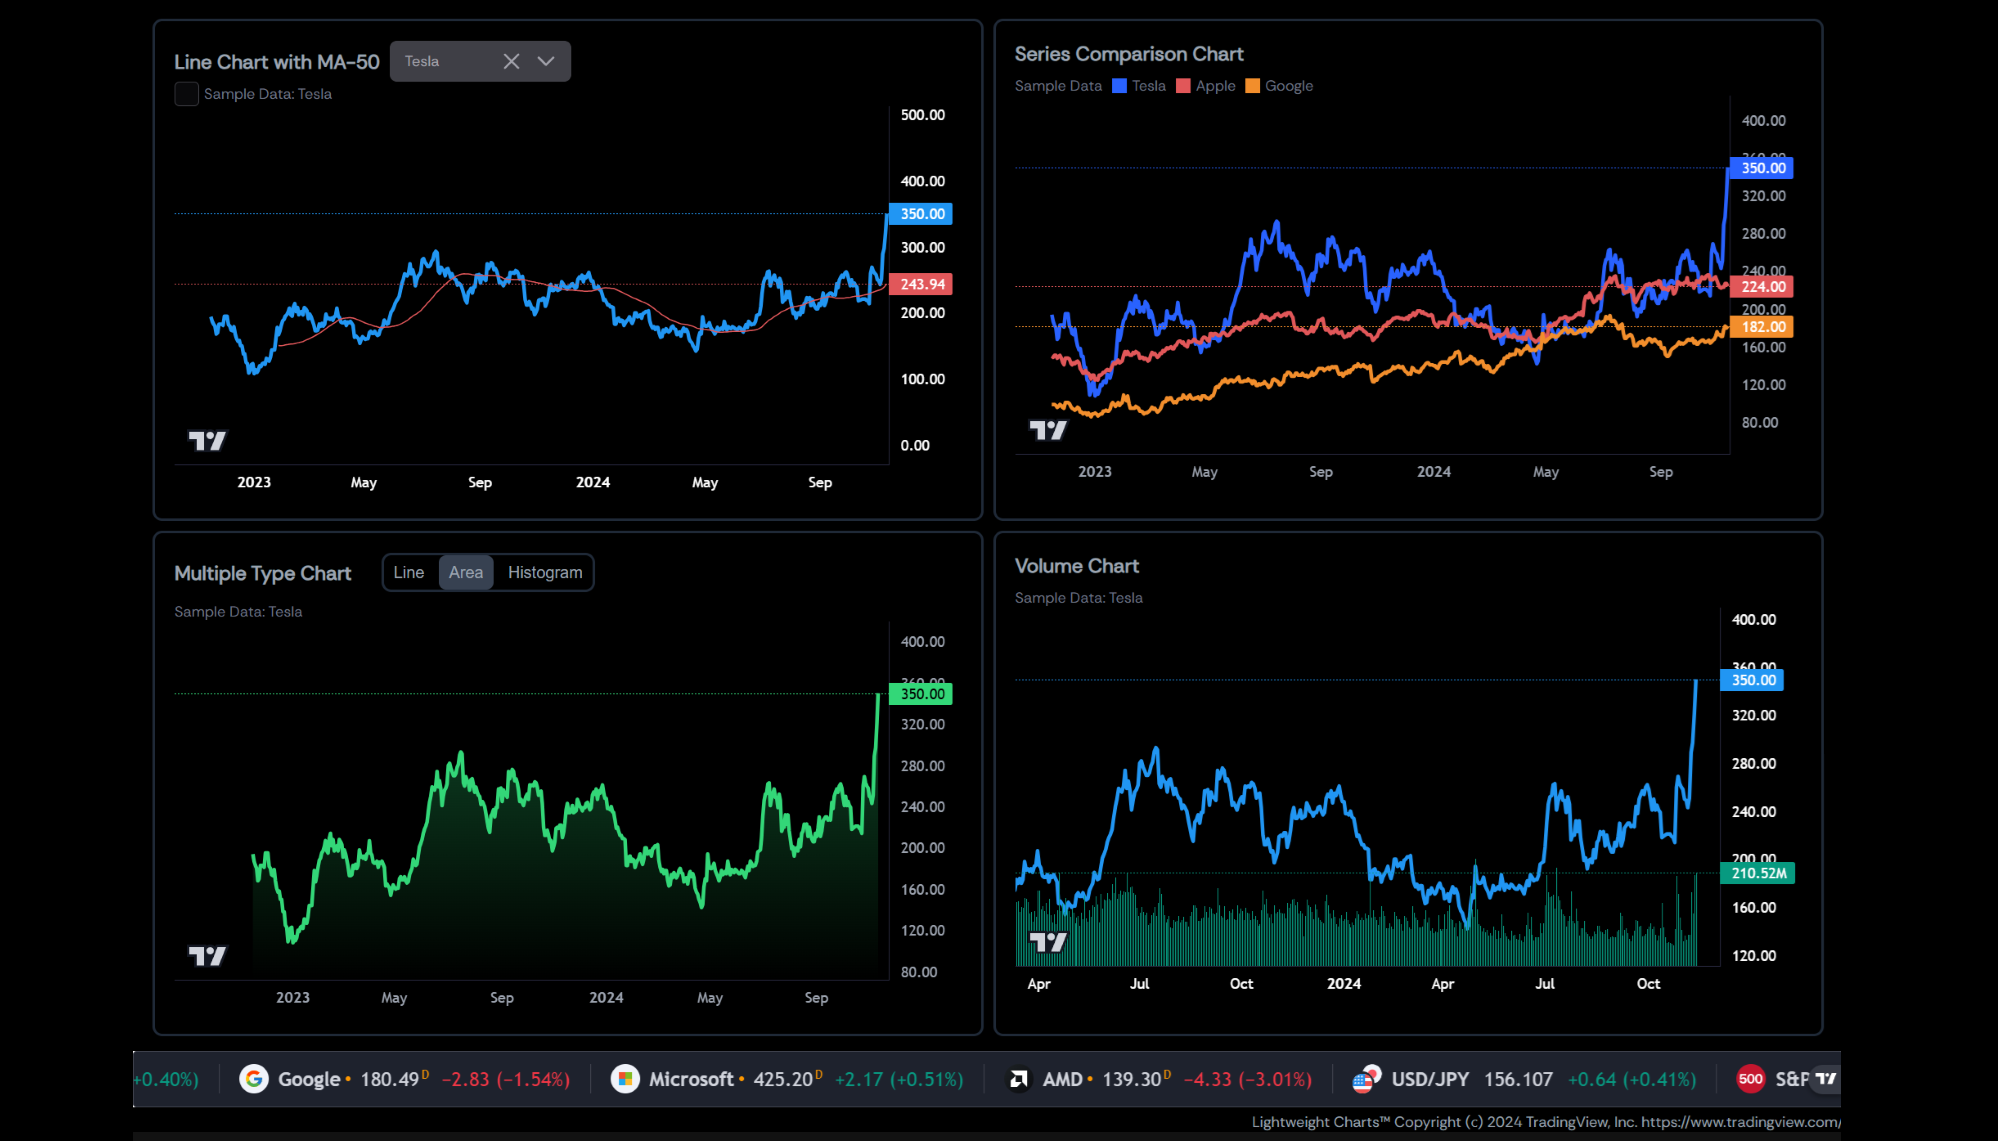 Line Chart with MA-50 Tesla
Sample Data: Tesla
500.00
400.00
350.00
300.00
243.94
200.00
100.00
0.00
2023 May Sep 2024 May Sep
Series Comparison Chart
Sample Data Tesla Apple Google
400.00
360.00
350.00
320.00
280.00
240.00
224.00
200.00
182.00
160.00
120.00
80.00
2023 May Sep 2024 May Sep
Multiple Type Chart Line Area Histogram
Sample Data: Tesla
400.00
360.00
350.00
320.00
280.00
240.00
200.00
160.00
120.00
80.00
2023 May Sep 2024 May Sep
Volume Chart
Sample Data: Tesla
400.00
360.00
350.00
320.00
280.00
240.00
200.00
210.52M
160.00
120.00
Apr Jul Oct 2024 Apr Jul Oct
+0.40%) Google • 180.49 D −2.83 (−1.54%) Microsoft • 425.20 D +2.17 (+0.51%) AMD • 139.30 D −4.33 (−3.01%) USD/JPY 156.107 +0.64 (+0.41%) 500 S&P
Lightweight Charts™ Copyright (c) 2024 TradingView, Inc. https://www.tradingview.com/